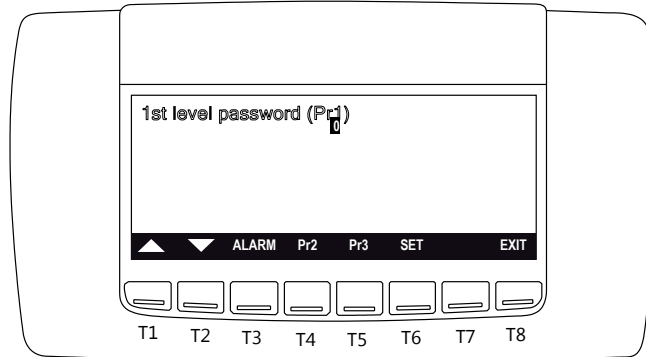 1st level password (Pr1)
0
ALARM Pr2 Pr3 SET EXIT
T1 T2 T3 T4 T5 T6 T7 T8